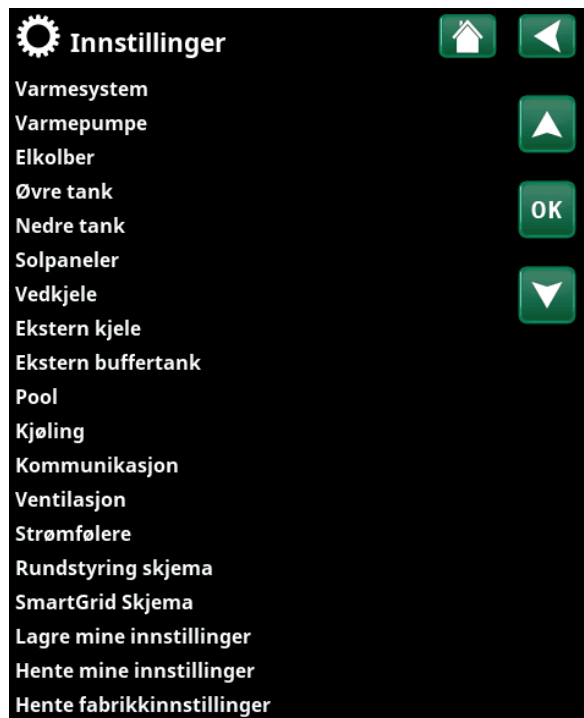 Innstillinger
Varmesystem
Varmepumpe
Elkolber
Øvre tank
OK
Nedre tank
Solpaneler
Vedkjele
Ekstern kjele
Ekstern buffertank
Pool
Kjøling
Kommunikasjon
Ventilasjon
Strømfølere
Rundstyring skjema
SmartGrid Skjema
Lagre mine innstillinger
Hente mine innstillinger
Hente fabrikkinnstillinger